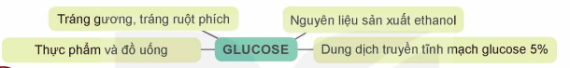 Tráng gương, tráng ruột phích
Nguyên liệu sản xuất ethanol
Thực phẩm và đồ uống
GLUCOSE
Dung dịch truyền tĩnh mạch glucose 5%